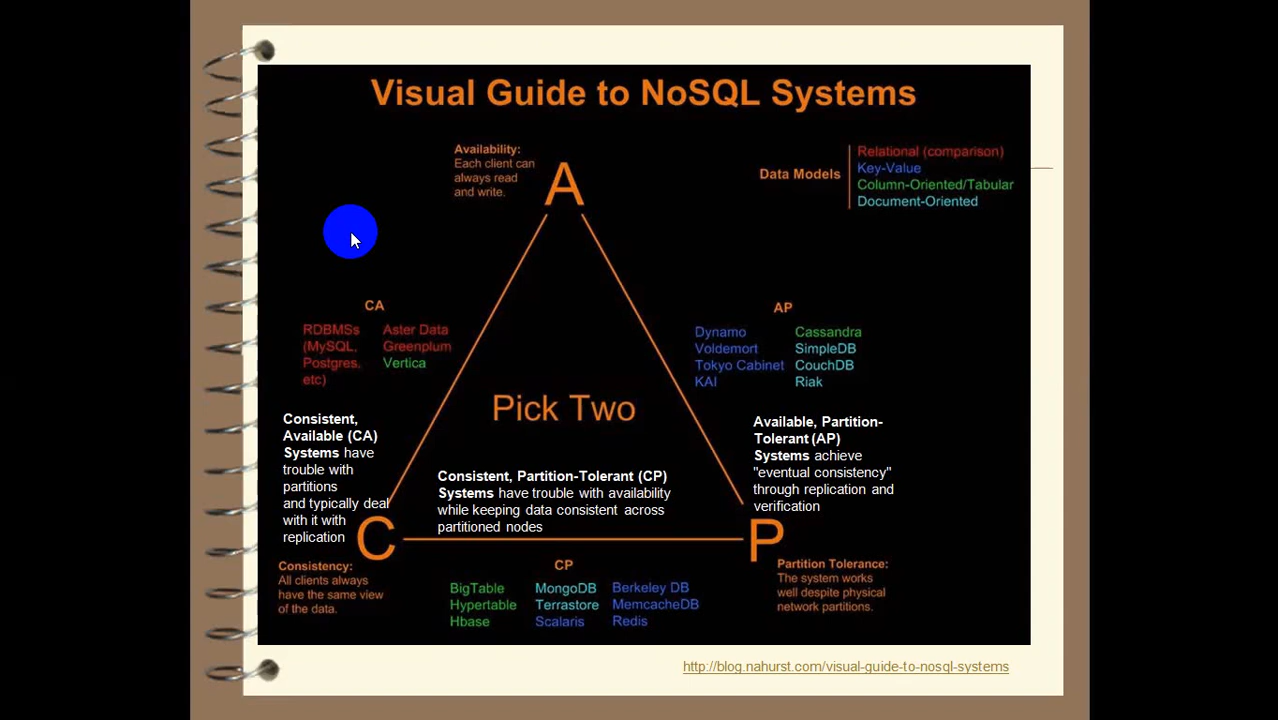 Visual Guide to NoSQL Systems
Availability:
Each client can
always read
and write.
A
Data Models
Relational (comparison)
Key-Value
Column-Oriented/Tabular
Document-Oriented
CA
RDBMSs
(MySQL,
Postgres,
etc)
Aster Data
Greenplum
Vertica
AP
Dynamo
Voldemort
Tokyo Cabinet
KAI
Cassandra
SimpleDB
CouchDB
Riak
Pick Two
Consistent,
Available (CA)
Systems have
trouble with
partitions
and typically deal
with it with
replication
Consistent, Partition-Tolerant (CP)
Systems have trouble with availability
while keeping data consistent across
partitioned nodes
Available, Partition-
Tolerant (AP)
Systems achieve
"eventual consistency"
through replication and
verification
C
P
Consistency:
All clients always
have the same view
of the data.
CP
BigTable
Hypertable
Hbase
MongoDB
Terrastore
Scalaris
Berkeley DB
MemcacheDB
Redis
Partition Tolerance:
The system works
well despite physical
network partitions.
http://blog.nahurst.com/visual-guide-to-nosql-systems